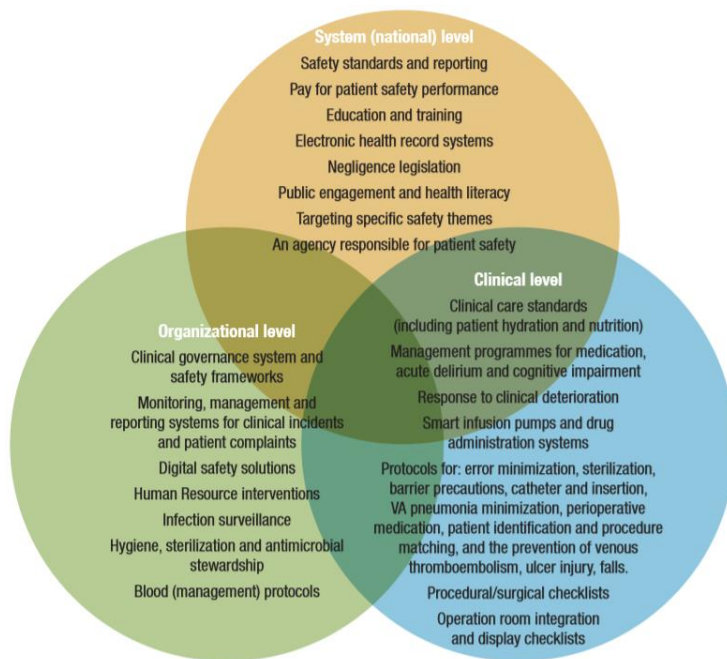 System (national) level
Safety standards and reporting
Pay for patient safety performance
Education and training
Electronic health record systems
Negligence legislation
Public engagement and health literacy
Targeting specific safety themes
An agency responsible for patient safety
Organizational level
Clinical governance system and
safety frameworks
Monitoring, management and
reporting systems for clinical incidents
and patient complaints
Digital safety solutions
Human Resource interventions
Infection surveillance
Hygiene, sterilization and antimicrobial
stewardship
Blood (management) protocols
Clinical level
Clinical care standards
(including patient hydration and nutrition)
Management programmes for medication,
acute delirium and cognitive impairment
Response to clinical deterioration
Smart infusion pumps and drug
administration systems
Protocols for: error minimization, sterilization,
barrier precautions, catheter and insertion,
VA pneumonia minimization, perioperative
medication, patient identification and procedure
matching, and the prevention of venous
thromboembolism, ulcer injury, falls.
Procedural/surgical checklists
Operation room integration
and display checklists